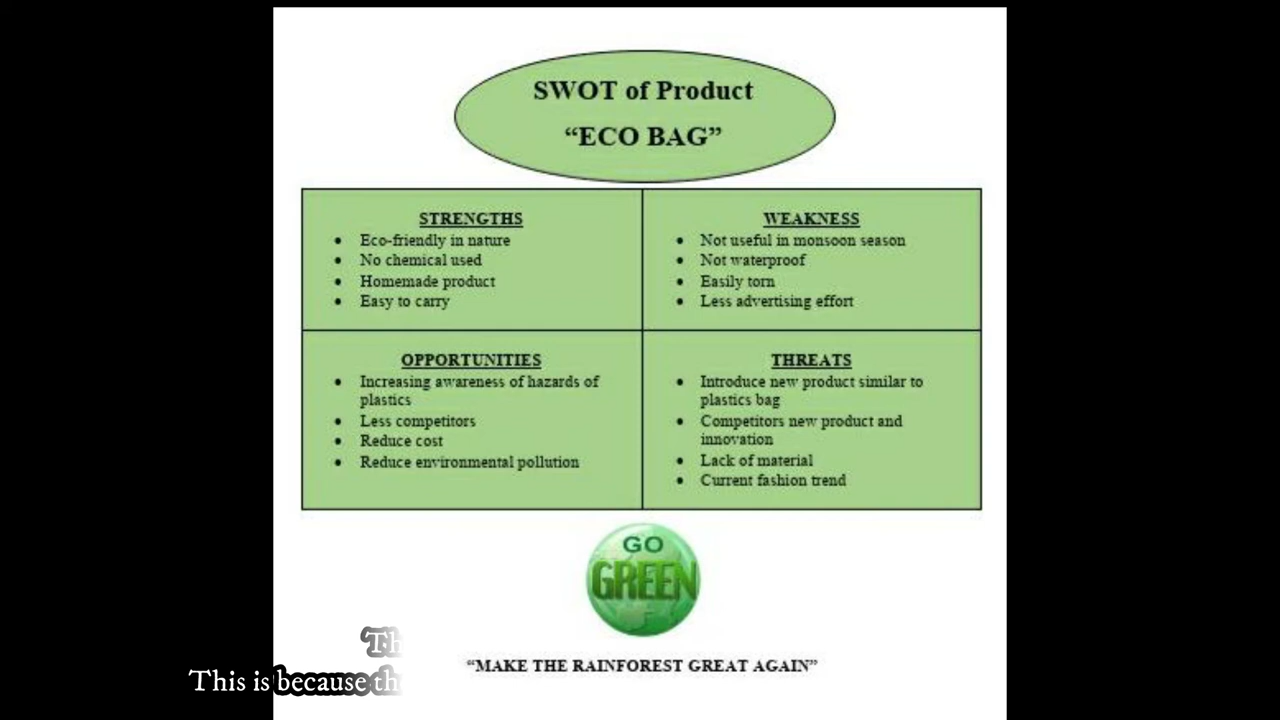 SWOT of Product
“ECO BAG”
STRENGTHS
• Eco-friendly in nature
• No chemical used
• Homemade product
• Easy to carry
WEAKNESS
• Not useful in monsoon season
• Not waterproof
• Easily torn
• Less advertising effort
OPPORTUNITIES
• Increasing awareness of hazards of
plastics
• Less competitors
• Reduce cost
• Reduce environmental pollution
THREATS
• Introduce new product similar to
plastics bag
• Competitors new product and
innovation
• Lack of material
• Current fashion trend
GO
GREEN
“MAKE THE RAINFOREST GREAT AGAIN”
This is because